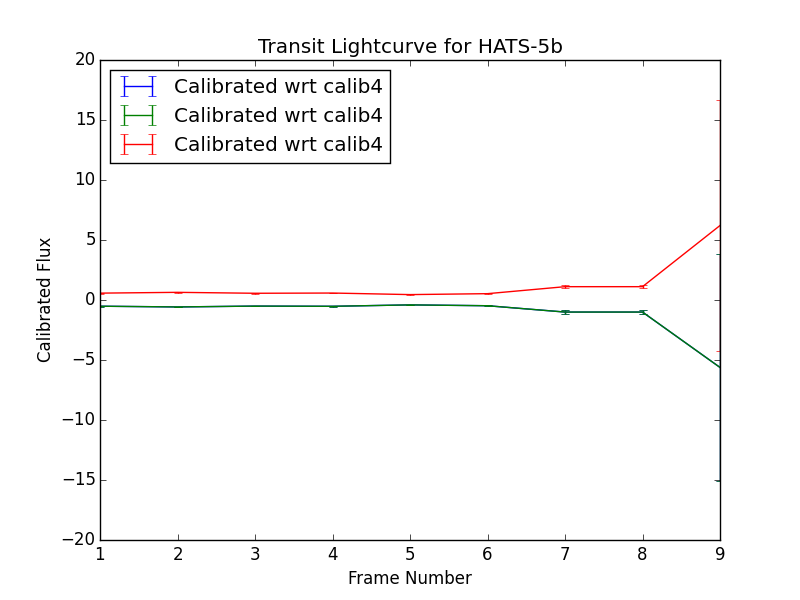 Transit Lightcurve for HATS-5b
Calibrated wrt calib4
Calibrated wrt calib4
Calibrated wrt calib4
20
15
10
5
0
−5
−10
−15
−20
Calibrated Flux
1 2 3 4 5 6 7 8 9
Frame Number